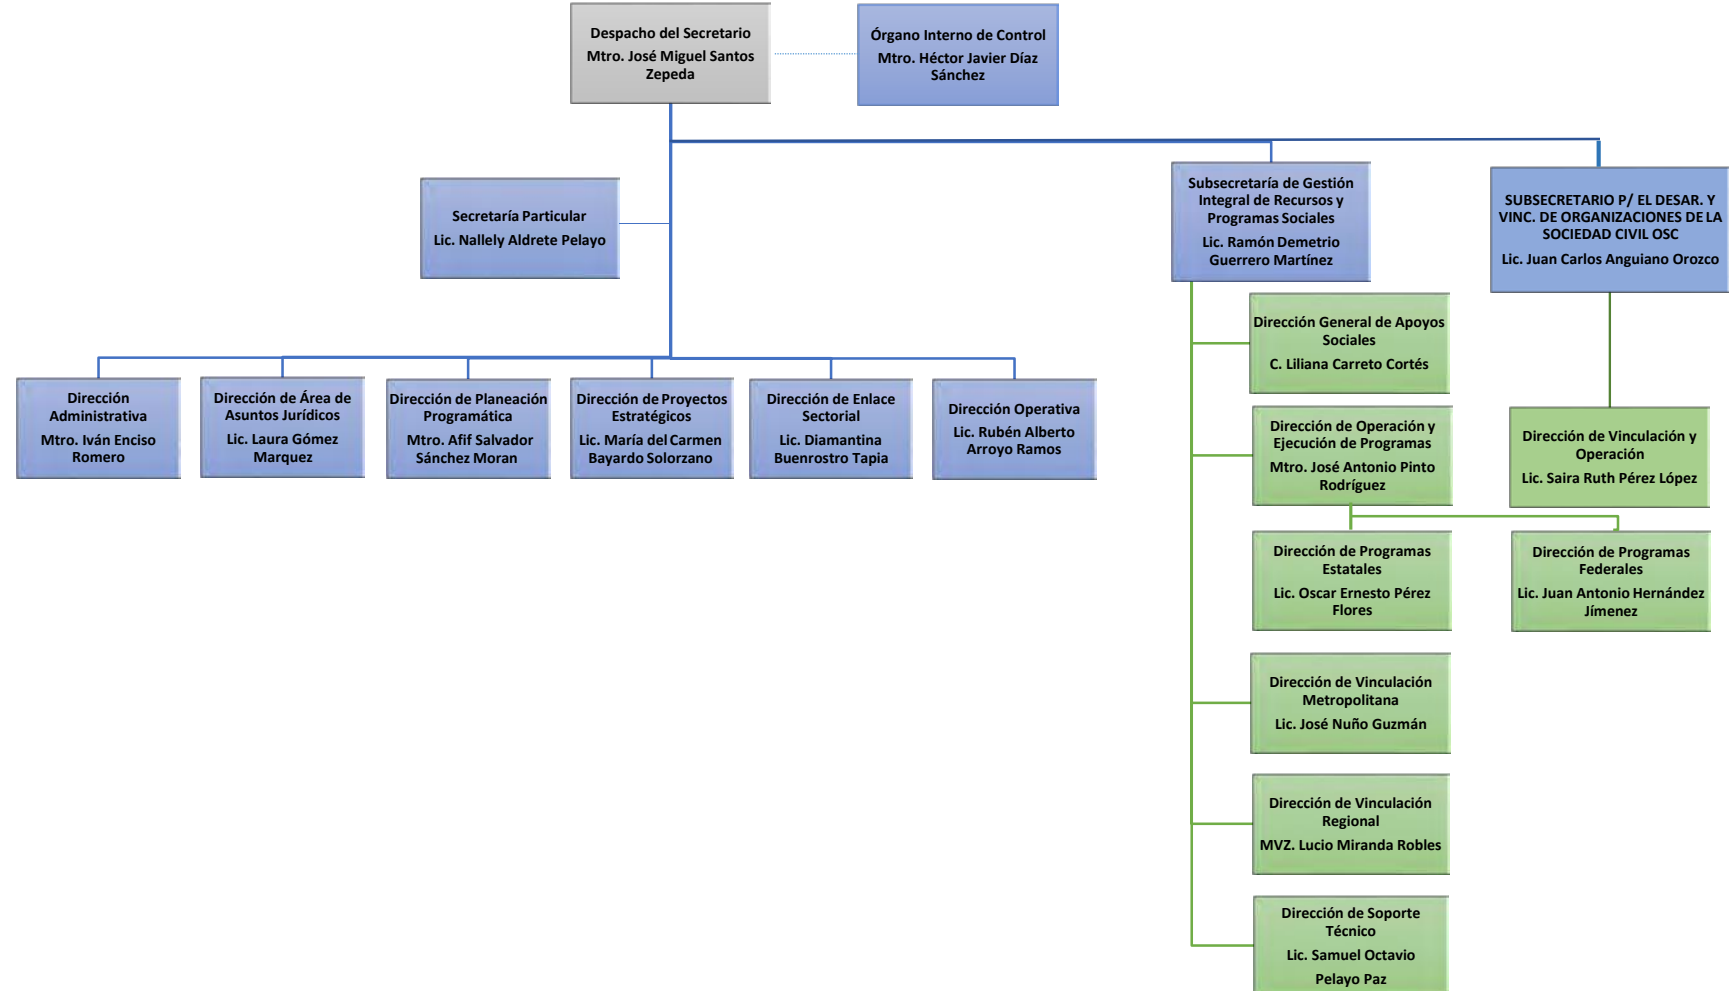 Despacho del Secretario
Mtro. José Miguel Santos
Zepeda
Órgano Interno de Control
Mtro. Héctor Javier Díaz
Sánchez
Secretaría Particular
Lic. Nallely Aldrete Pelayo
Subsecretaría de Gestión
Integral de Recursos y
Programas Sociales
Lic. Ramón Demetrio
Guerrero Martínez
SUBSECRETARIO P/ EL DESAR. Y
VINC. DE ORGANIZACIONES DE LA
SOCIEDAD CIVIL OSC
Lic. Juan Carlos Anguiano Orozco
Dirección
Administrativa
Mtro. Iván Enciso
Romero
Dirección de Área de
Asuntos Jurídicos
Lic. Laura Gómez
Marquez
Dirección de Planeación
Programática
Mtro. Afif Salvador
Sánchez Moran
Dirección de Proyectos
Estratégicos
Lic. María del Carmen
Bayardo Solorzano
Dirección de Enlace
Sectorial
Lic. Diamantina
Buenrostro Tapia
Dirección Operativa
Lic. Rubén Alberto
Arroyo Ramos
Dirección General de Apoyos
Sociales
C. Liliana Carreto Cortés
Dirección de Operación y
Ejecución de Programas
Mtro. José Antonio Pinto
Rodríguez
Dirección de Vinculación y
Operación
Lic. Saira Ruth Pérez López
Dirección de Programas
Estatales
Lic. Oscar Ernesto Pérez
Flores
Dirección de Programas
Federales
Lic. Juan Antonio Hernández
Jímenez
Dirección de Vinculación
Metropolitana
Lic. José Nuño Guzmán
Dirección de Vinculación
Regional
MVZ. Lucio Miranda Robles
Dirección de Soporte
Técnico
Lic. Samuel Octavio
Pelayo Paz